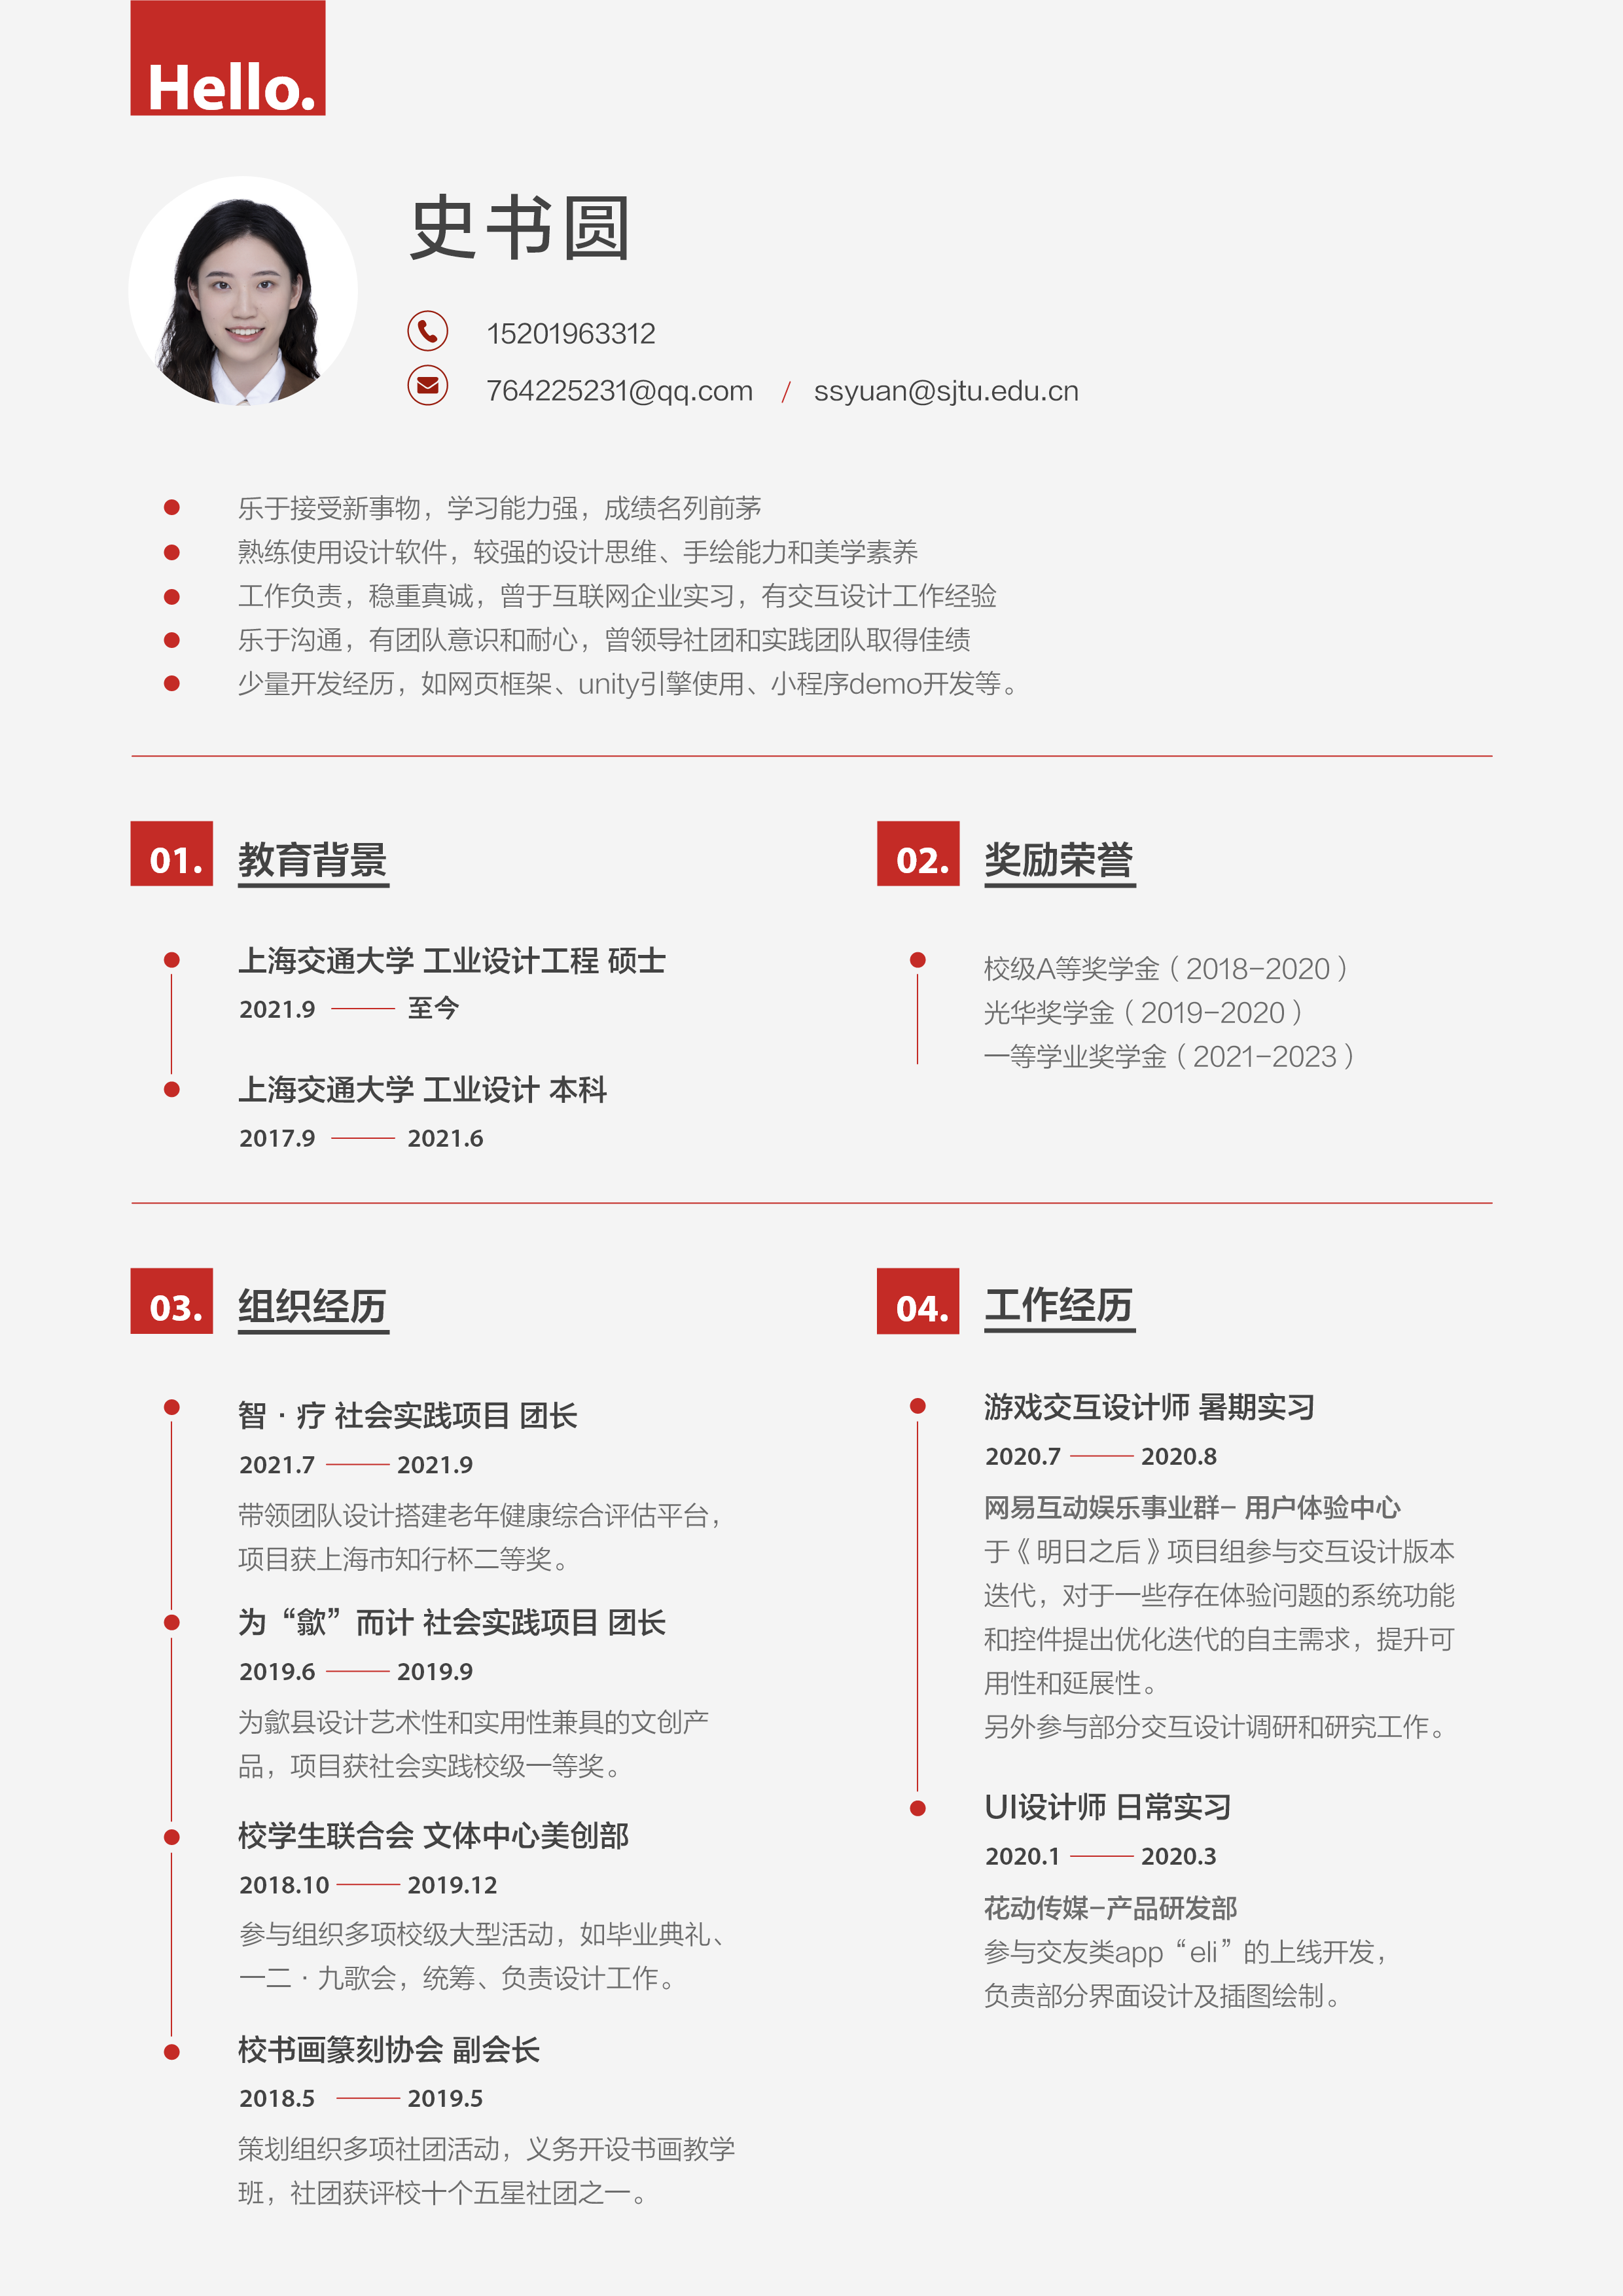 Hello.
史书圆
15201963312
764225231@qq.com / ssyuan@sjtu.edu.cn
乐于接受新事物，学习能力强，成绩名列前茅
熟练使用设计软件，较强的设计思维、手绘能力和美学素养
工作负责，稳重真诚，曾于互联网企业实习，有交互设计工作经验
乐于沟通，有团队意识和耐心，曾领导社团和实践团队取得佳绩
少量开发经历，如网页框架、unity引擎使用、小程序demo开发等。
01. 教育背景
上海交通大学 工业设计工程 硕士
2021.9 —— 至今
上海交通大学 工业设计 本科
2017.9 —— 2021.6
02. 奖励荣誉
校级A等奖学金（2018-2020）
光华奖学金（2019-2020）
一等学业奖学金（2021-2023）
03. 组织经历
智 · 疗 社会实践项目 团长
2021.7 —— 2021.9
带领团队设计搭建老年健康综合评估平台，
项目获上海市知行杯二等奖。
为“歙”而计 社会实践项目 团长
2019.6 —— 2019.9
为歙县设计艺术性和实用性兼具的文创产
品，项目获社会实践校级一等奖。
校学生联合会 文体中心美创部
2018.10 —— 2019.12
参与组织多项校级大型活动，如毕业典礼、
一二 · 九歌会，统筹、负责设计工作。
校书画篆刻协会 副会长
2018.5 —— 2019.5
策划组织多项社团活动，义务开设书画教学
班，社团获评校十个五星社团之一。
04. 工作经历
游戏交互设计师 暑期实习
2020.7 —— 2020.8
网易互动娱乐事业群- 用户体验中心
于《明日之后》项目组参与交互设计版本
迭代，对于一些存在体验问题的系统功能
和控件提出优化迭代的自主需求，提升可
用性和延展性。
另外参与部分交互设计调研和研究工作。
UI设计师 日常实习
2020.1 —— 2020.3
花动传媒-产品研发部
参与交友类app“eli”的上线开发，
负责部分界面设计及插图绘制。